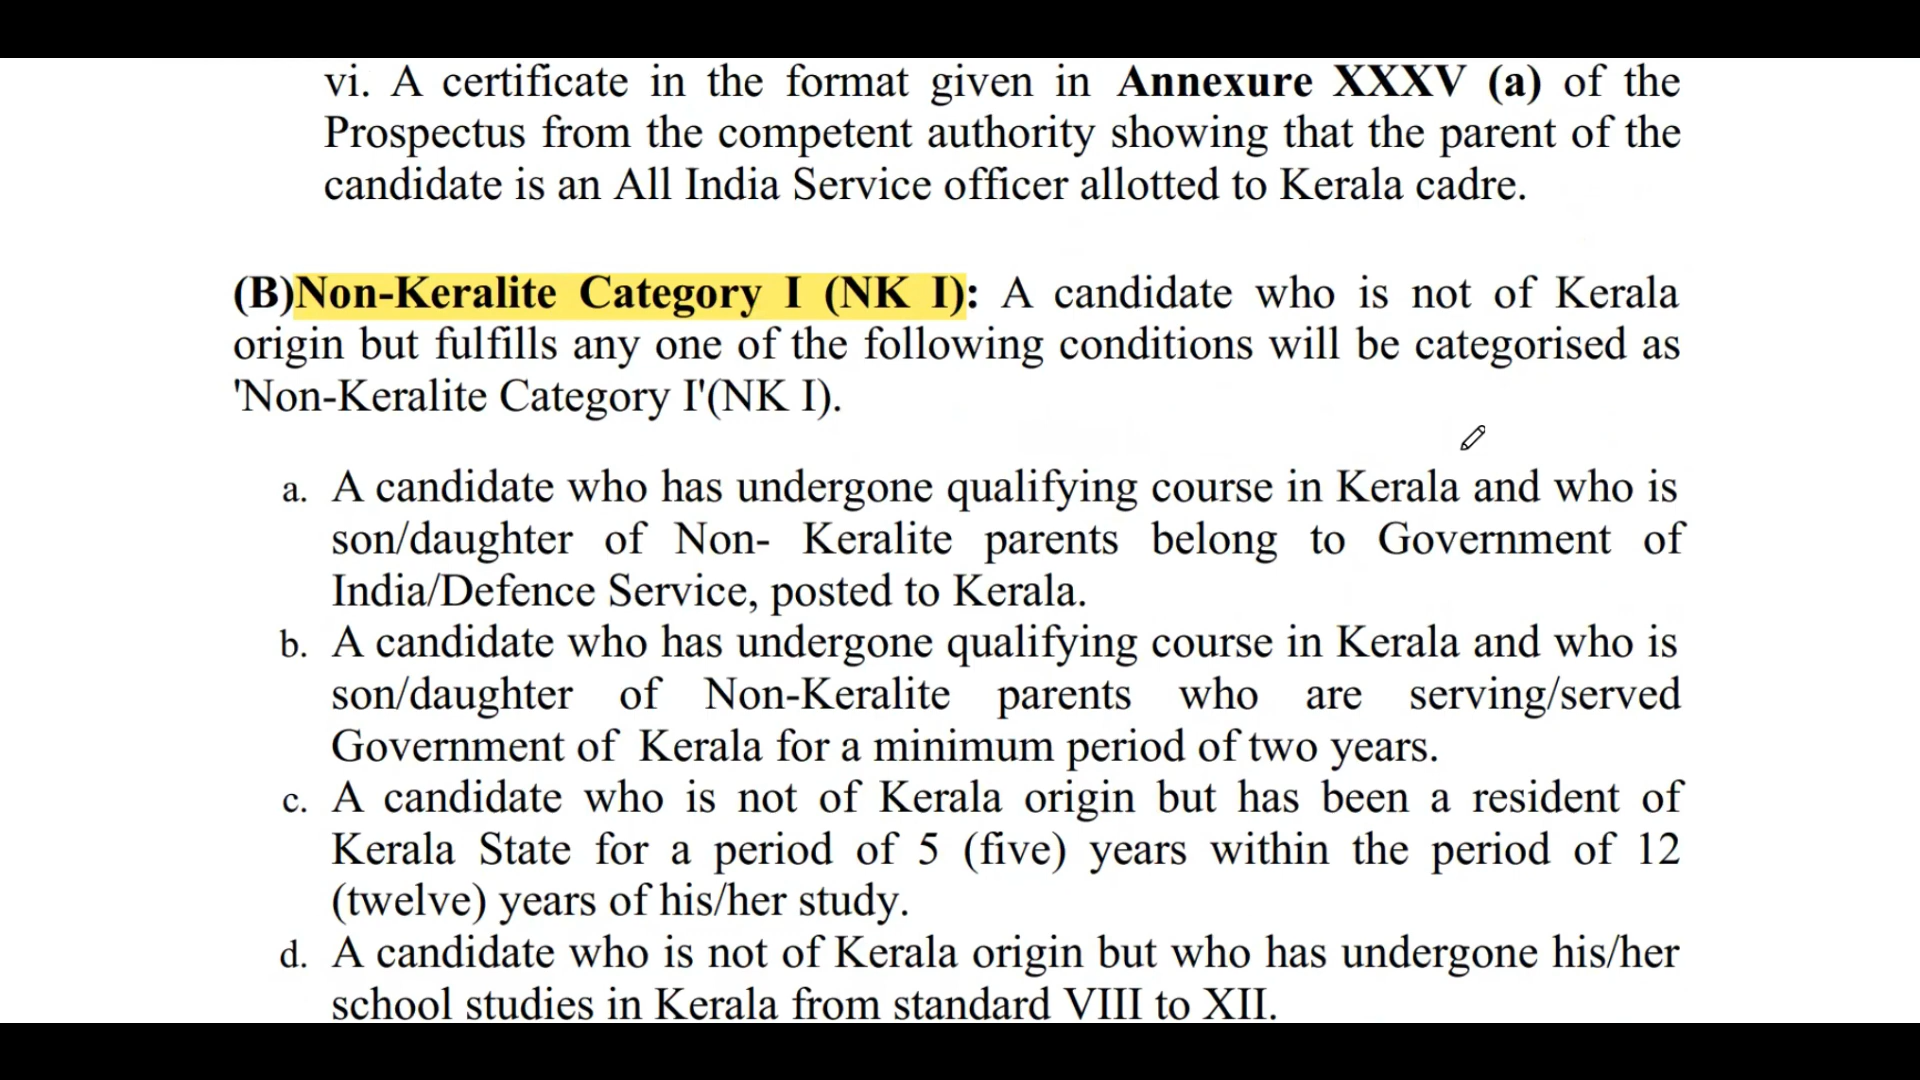 vi. A certificate in the format given in Annexure XXXV (a) of the
Prospectus from the competent authority showing that the parent of the
candidate is an All India Service officer allotted to Kerala cadre.
(B)Non-Keralite Category I (NK I): A candidate who is not of Kerala
origin but fulfills any one of the following conditions will be categorised as
'Non-Keralite Category I'(NK I).
a. A candidate who has undergone qualifying course in Kerala and who is
son/daughter of Non- Keralite parents belong to Government of
India/Defence Service, posted to Kerala.
b. A candidate who has undergone qualifying course in Kerala and who is
son/daughter of Non-Keralite parents who are serving/served
Government of Kerala for a minimum period of two years.
c. A candidate who is not of Kerala origin but has been a resident of
Kerala State for a period of 5 (five) years within the period of 12
(twelve) years of his/her study.
d. A candidate who is not of Kerala origin but who has undergone his/her
school studies in Kerala from standard VIII to XII.